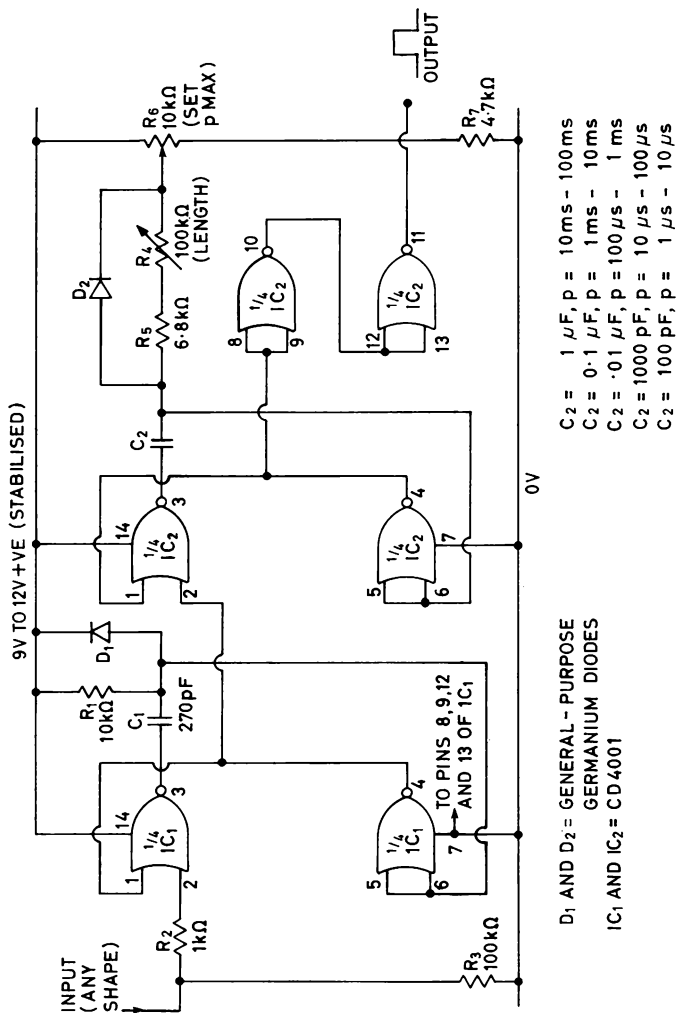 9V TO 12V +VE (STABILISED)
INPUT
(ANY
SHAPE)
R2
1kΩ
R3
100kΩ
1
2
14
¼
IC1
3
C1
270pF
R1
10kΩ
D1
5
6
¼
1C1
4
7
TO PINS 8,9,12
AND 13 OF 1C1
1
2
14
¼
IC2
3
C2
5
6
¼
IC2
4
7
D2
R5
6·8kΩ
R4
100kΩ
(LENGTH)
R6
10kΩ
(SET
p MAX)
8
9
¼
IC2
10
12
13
¼
IC2
11
OUTPUT
R7
4·7kΩ
0V
D1 AND D2 = GENERAL-PURPOSE
GERMANIUM DIODES
IC1 AND IC2 = CD4001
C2 = 1 µF, p = 10ms - 100ms
C2 = 0·1 µF, p = 1ms - 10ms
C2 = ·01 µF, p = 100µs - 1 ms
C2 = 1000 pF, p = 10 µs - 100µs
C2 = 100 pF, p = 1 µs - 10µs